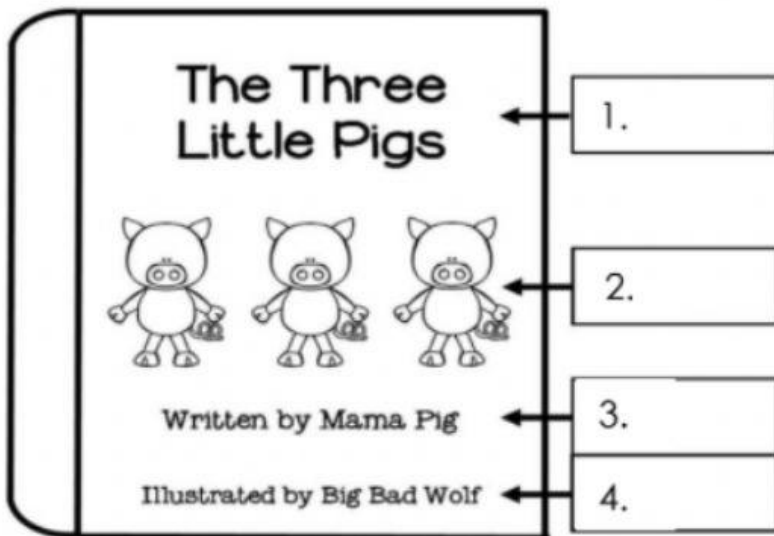 The Three
Little Pigs
1.
2.
Written by Mama Pig
3.
Illustrated by Big Bad Wolf
4.